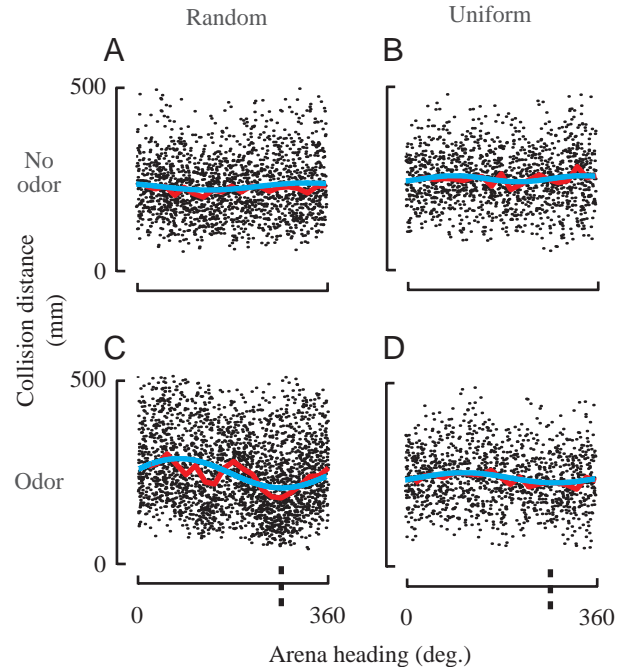 Random
Uniform
A
B
500
0
No
odor
C
D
500
0
Odor
Collision distance
(mm)
0
360
0
360
Arena heading (deg.)